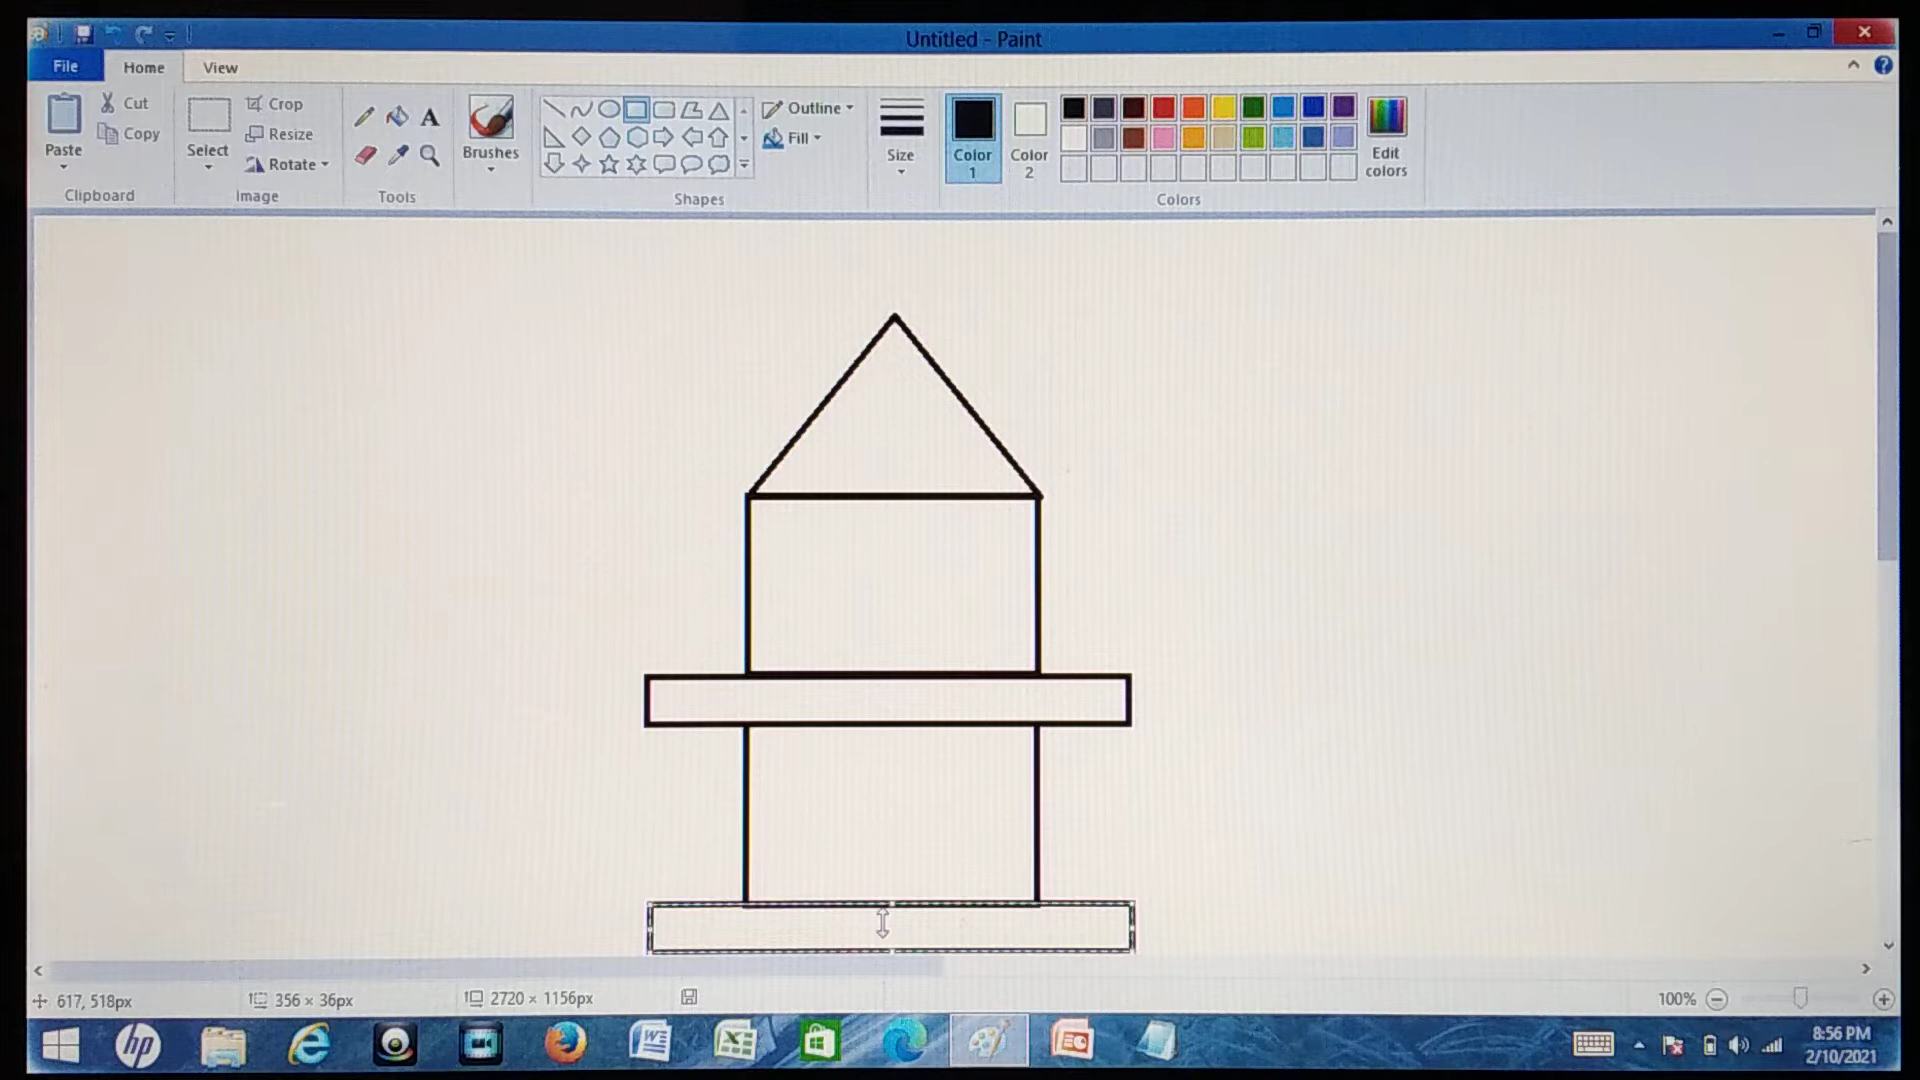 Untitled - Paint
File Home View
Paste
Cut
Copy
Clipboard
Select
Crop
Resize
Rotate
Image
A
Tools
Brushes
Shapes
Outline
Fill
Size
Color
1
Color
2
Edit
colors
Colors
617, 518px
356 × 36px
2720 × 1156px
100%
hp
8:56 PM
2/10/2021